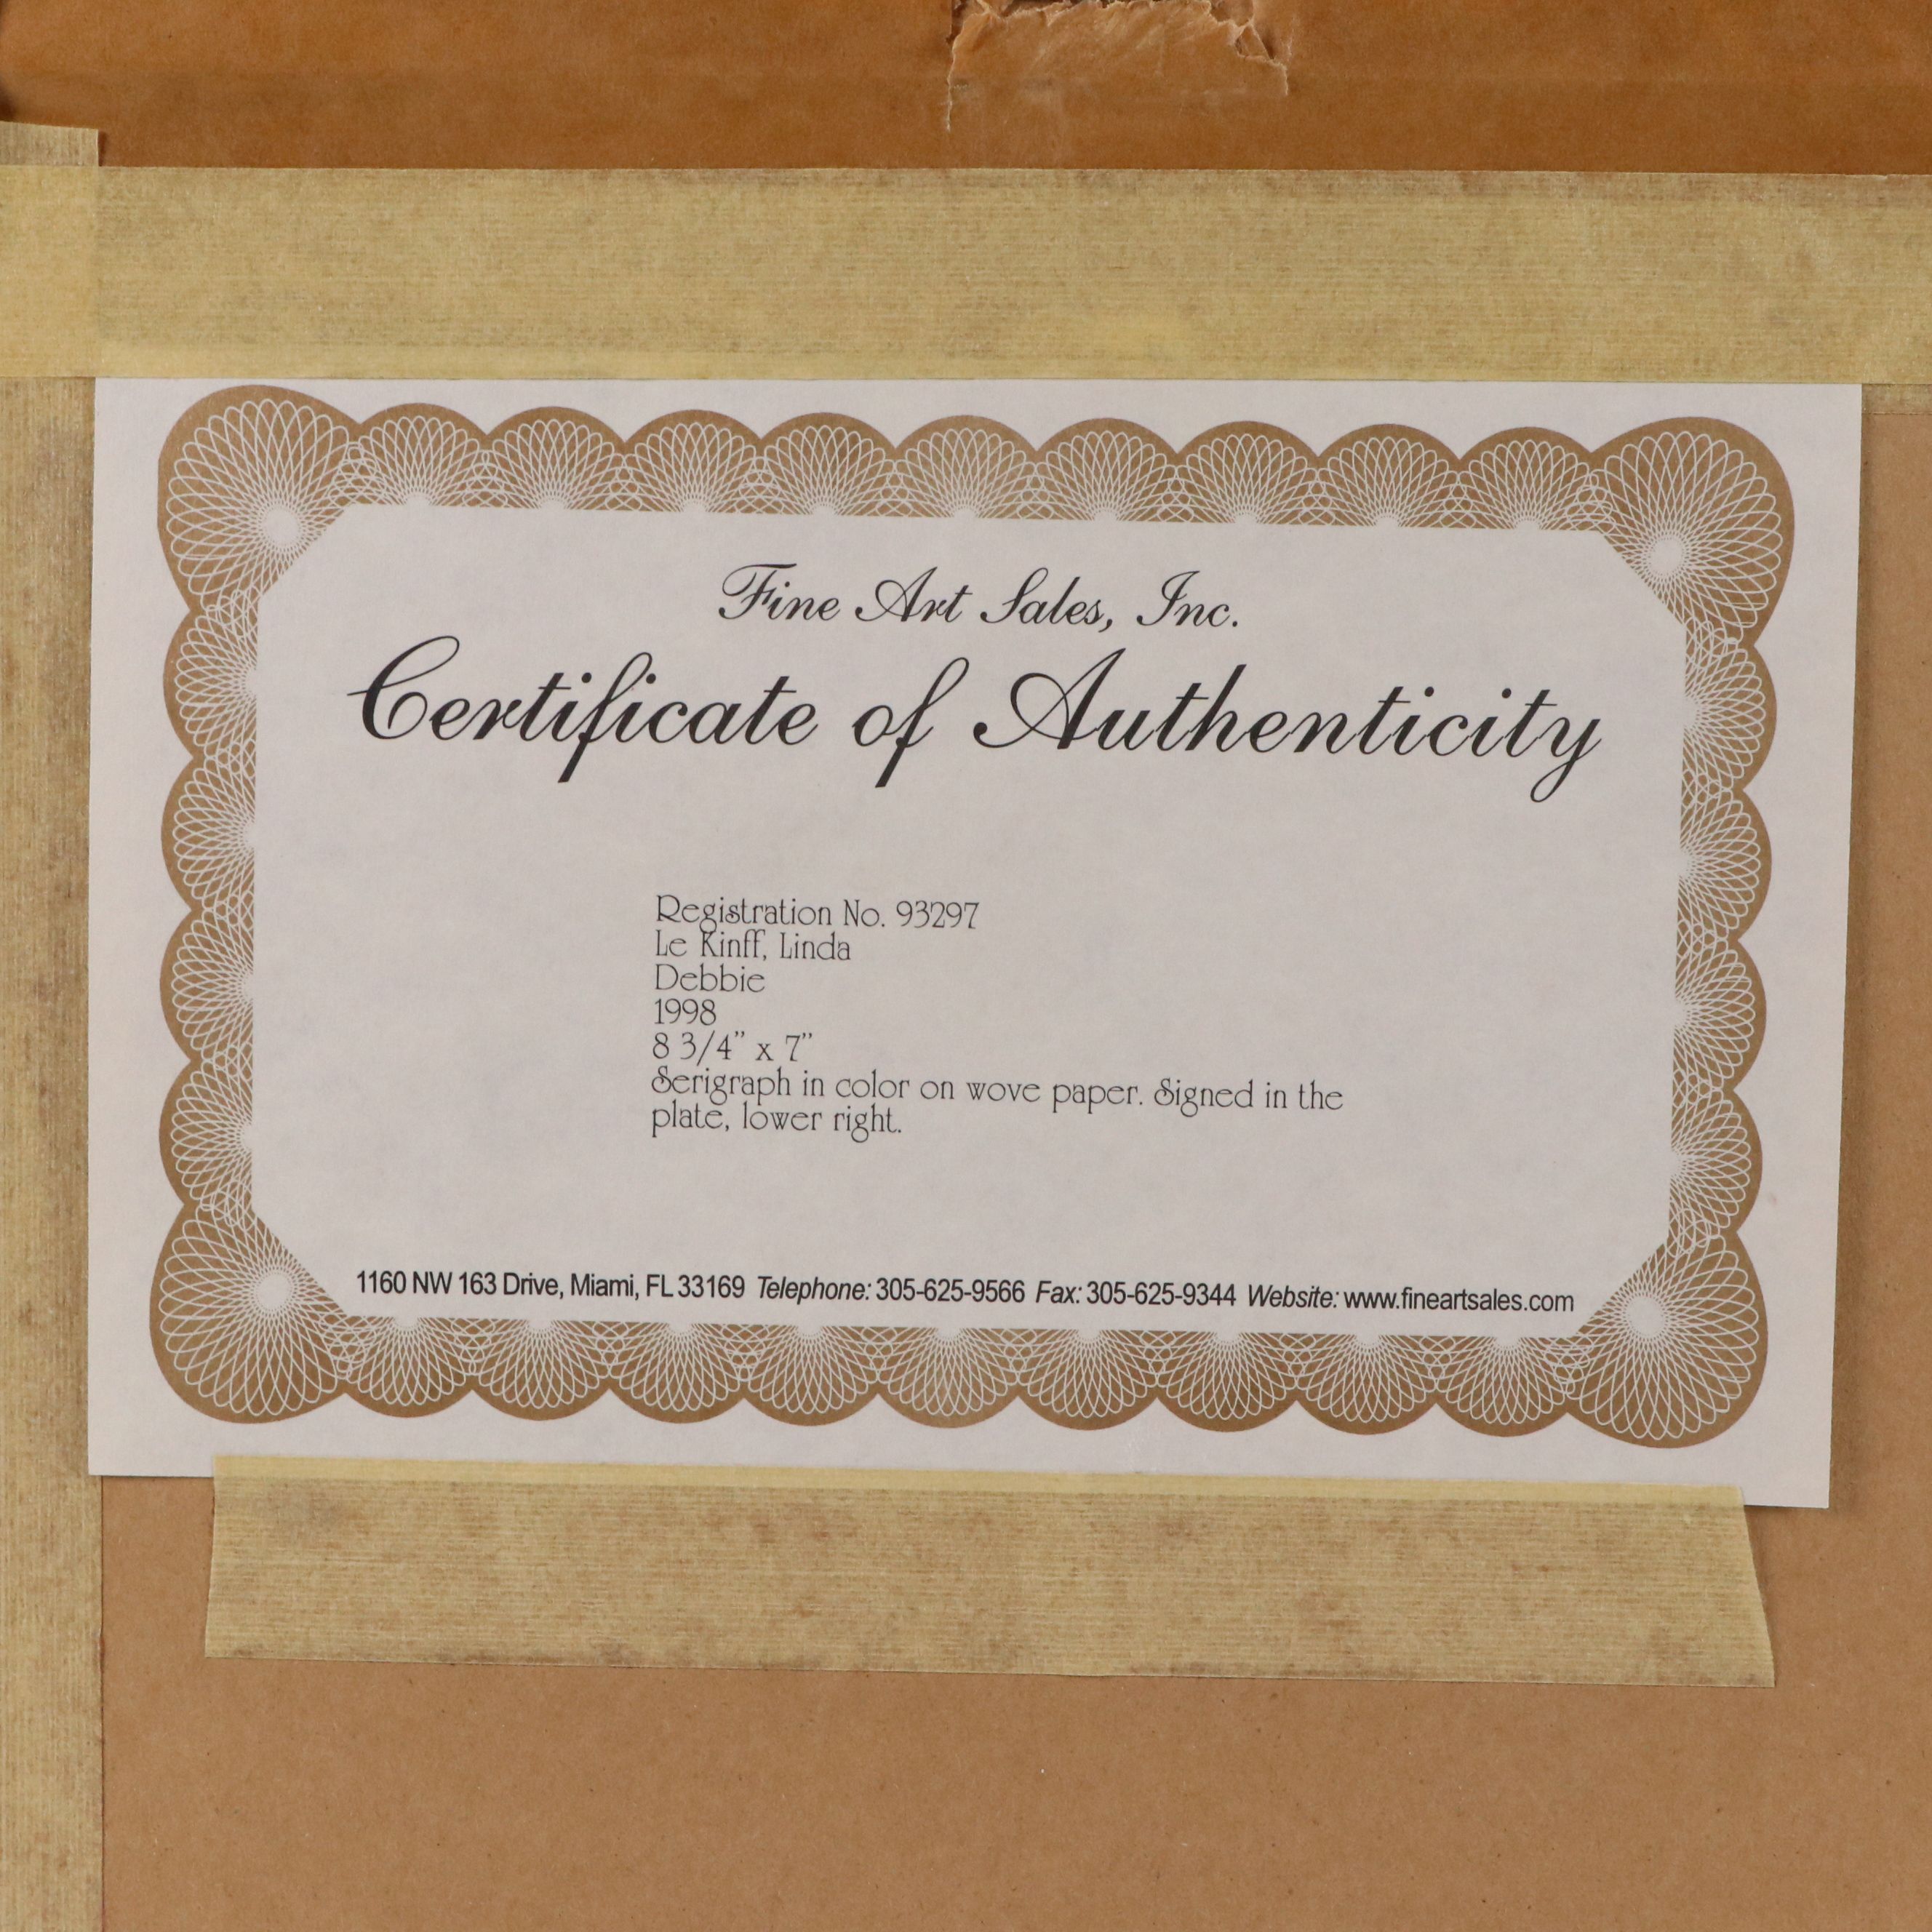 Fine Art Sales, Inc.
Certificate of Authenticity
Registration No. 93297
Le Kinff, Linda
Debbie
1998
8 3/4" x 7"
Serigraph in color on wove paper. Signed in the
plate, lower right.
1160 NW 163 Drive, Miami, FL 33169 Telephone: 305-625-9566 Fax: 305-625-9344 Website: www.fineartsales.com